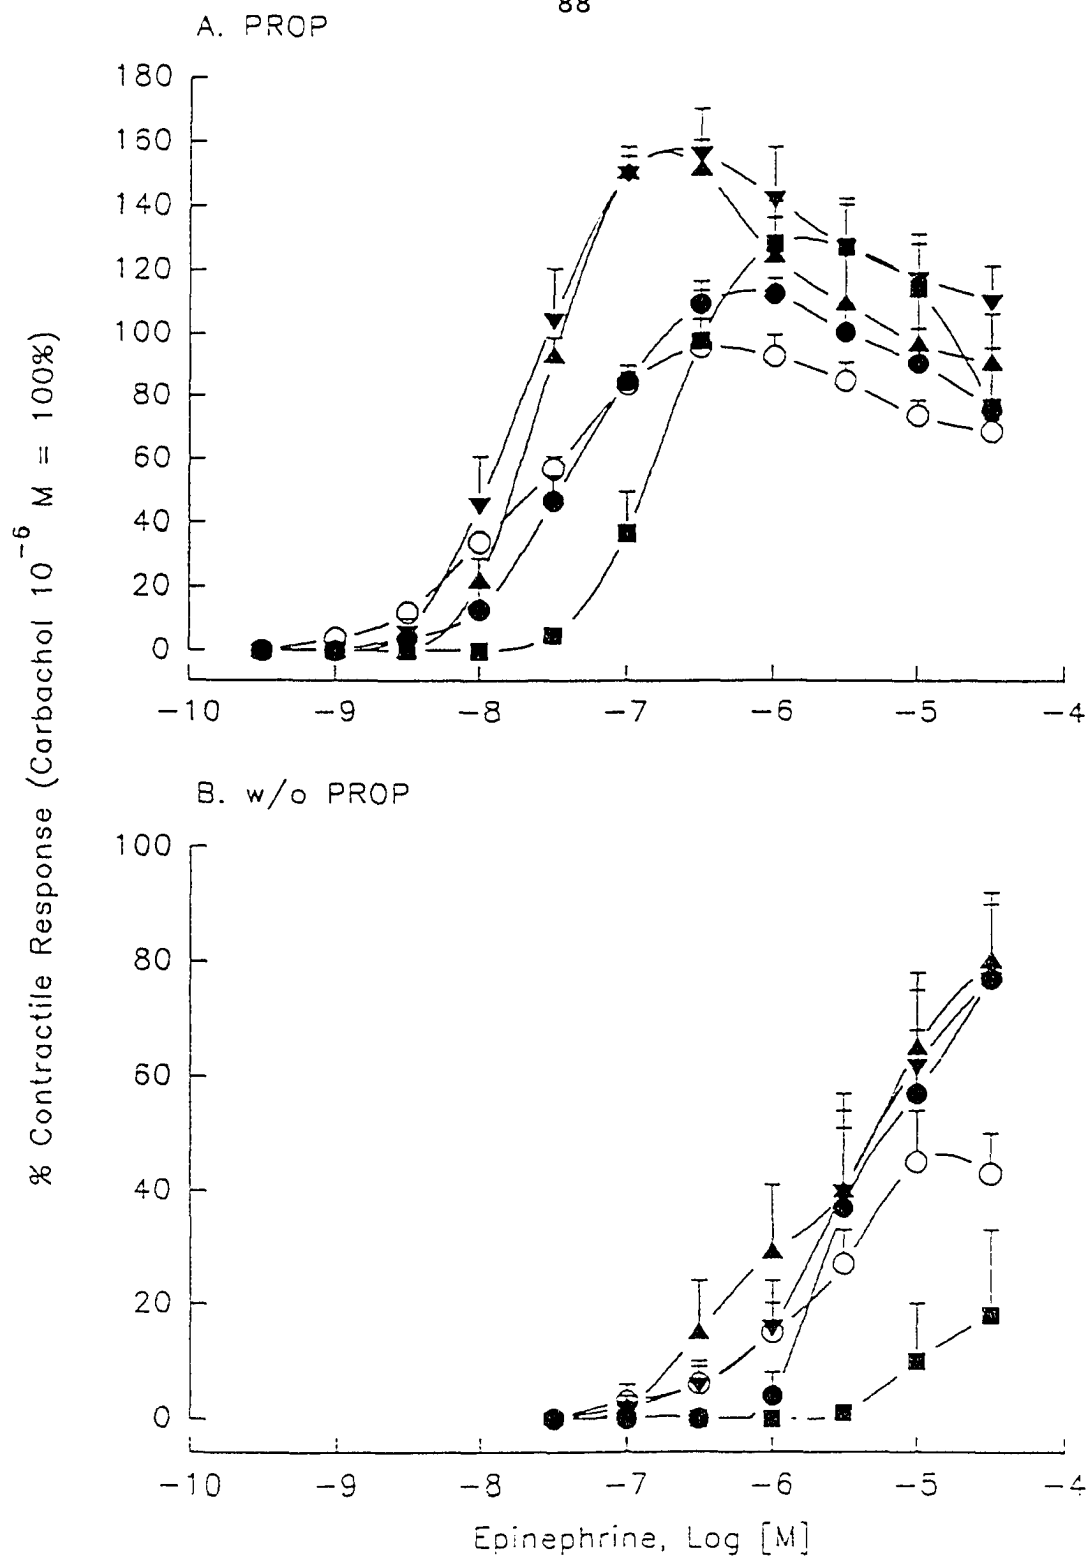 88
A. PROP
180
160
140
120
100
80
60
40
20
0
−10 −9 −8 −7 −6 −5 −4
% Contractile Response (Carbachol 10⁻⁶ M = 100%)
B. w/o PROP
100
80
60
40
20
0
−10 −9 −8 −7 −6 −5 −4
Epinephrine, Log [M]